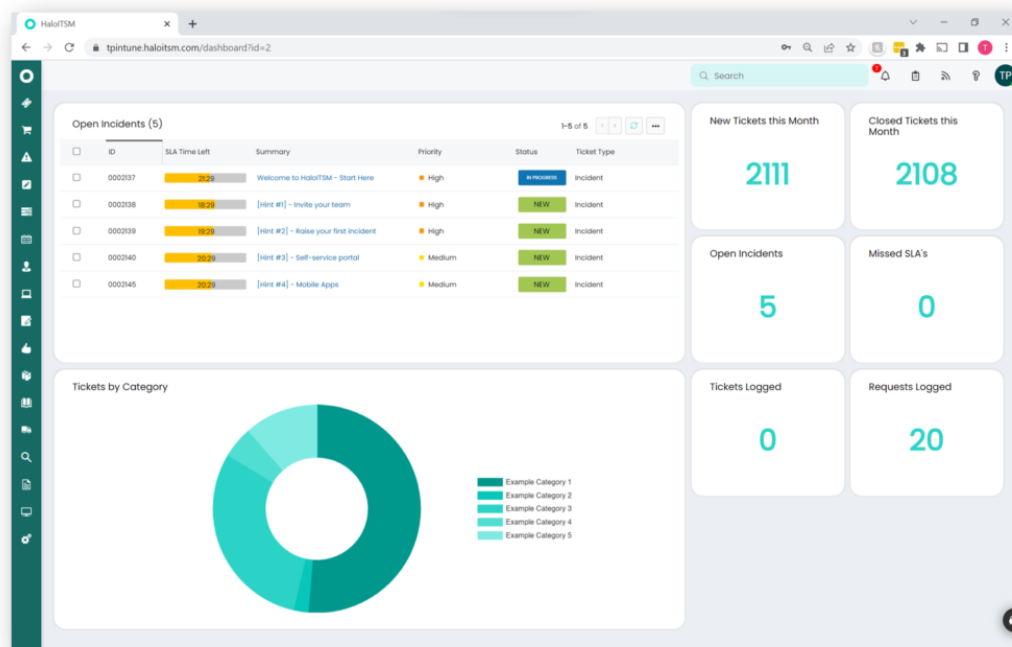 HaloITSM
tpintune.haloitsm.com/dashboard?id=2
Search
TP
Open Incidents (5)
1-5 of 5
ID SLA Time Left Summary Priority Status Ticket Type
0002137 21:29 Welcome to HaloITSM - Start Here High IN PROGRESS Incident
0002138 18:29 [Hint #1] - Invite your team High NEW Incident
0002139 19:29 [Hint #2] - Raise your first incident High NEW Incident
0002140 20:29 [Hint #3] - Self-service portal Medium NEW Incident
0002145 20:29 [Hint #4] - Mobile Apps Medium NEW Incident
New Tickets this Month
2111
Closed Tickets this
Month
2108
Open Incidents
5
Missed SLA's
0
Tickets by Category
Example Category 1
Example Category 2
Example Category 3
Example Category 4
Example Category 5
Tickets Logged
0
Requests Logged
20